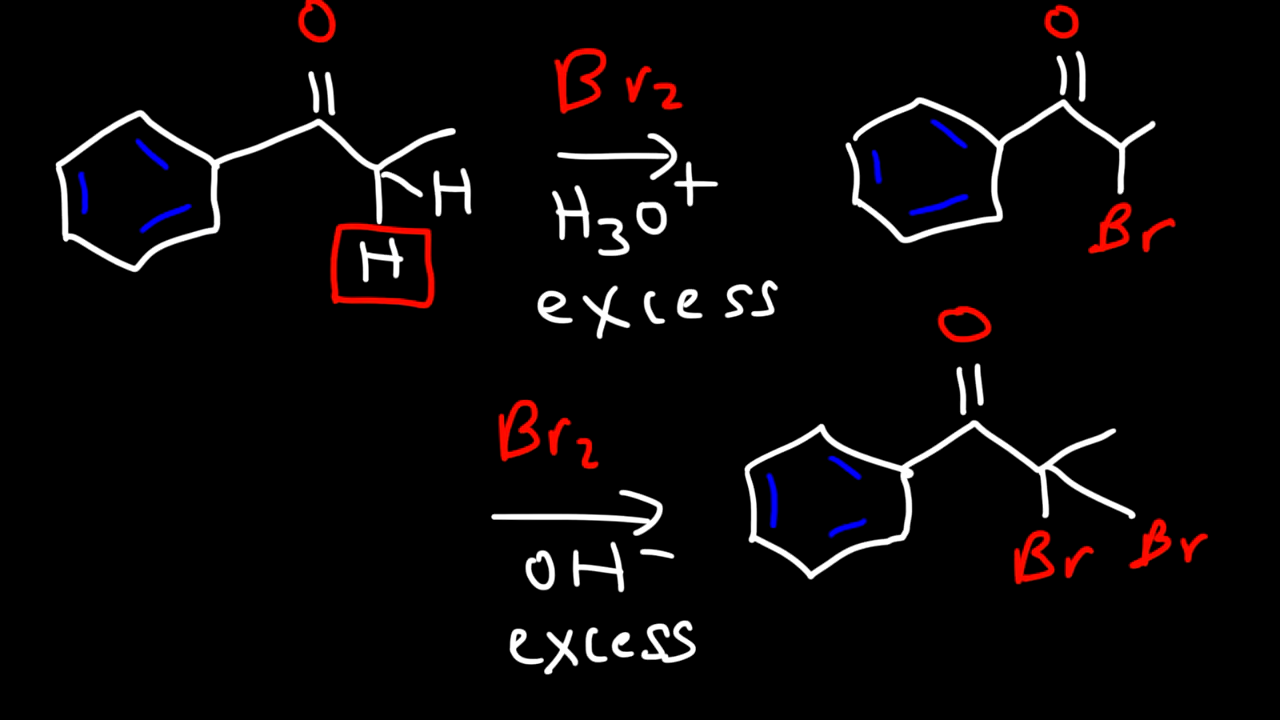 O
Br₂
O
H
H₃O⁺
H
Br
excess
O
Br₂
OH⁻
Br Br
excess